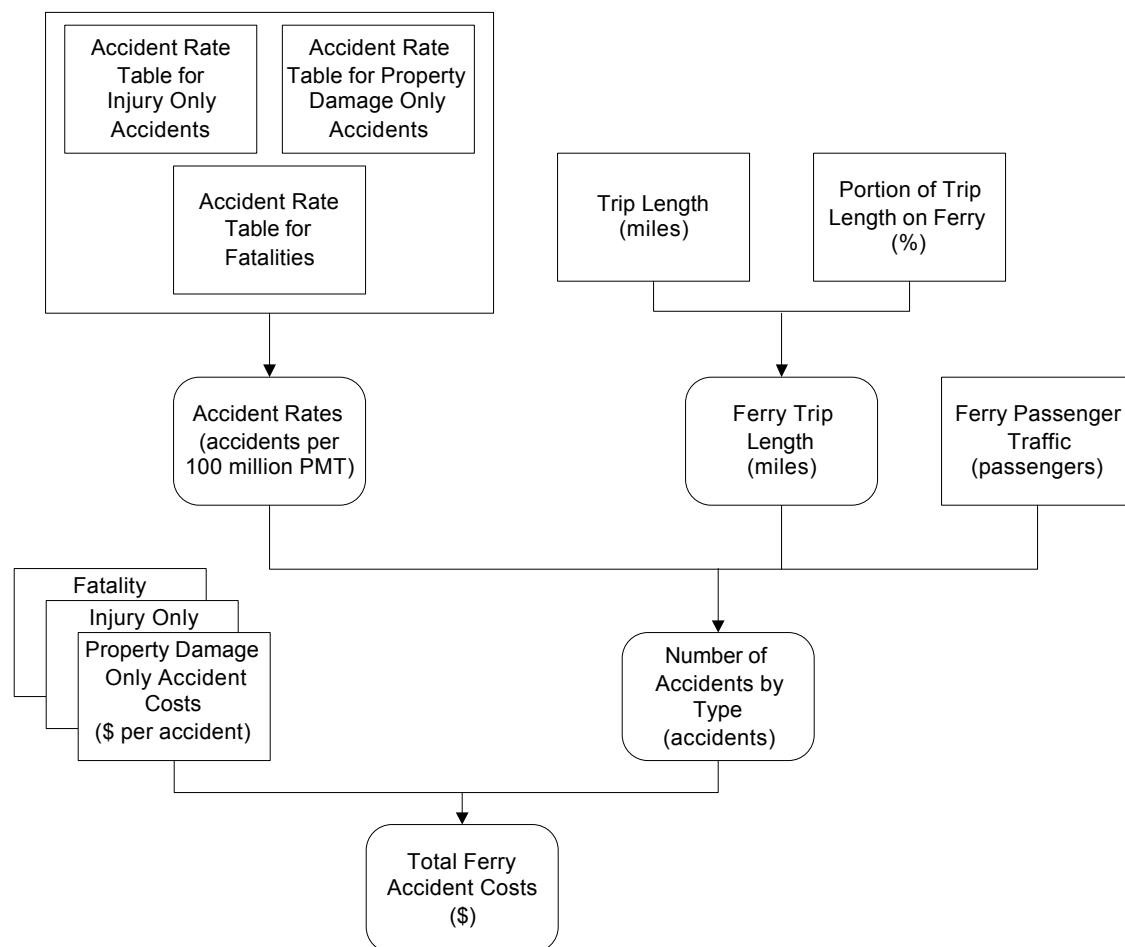 Accident Rate
Table for
Injury Only
Accidents
Accident Rate
Table for Property
Damage Only
Accidents
Accident Rate
Table for
Fatalities
Trip Length
(miles)
Portion of Trip
Length on Ferry
(%)
Accident Rates
(accidents per
100 million PMT)
Ferry Trip
Length
(miles)
Ferry Passenger
Traffic
(passengers)
Fatality
Injury Only
Property Damage
Only Accident
Costs
($ per accident)
Number of
Accidents by
Type
(accidents)
Total Ferry
Accident Costs
($)